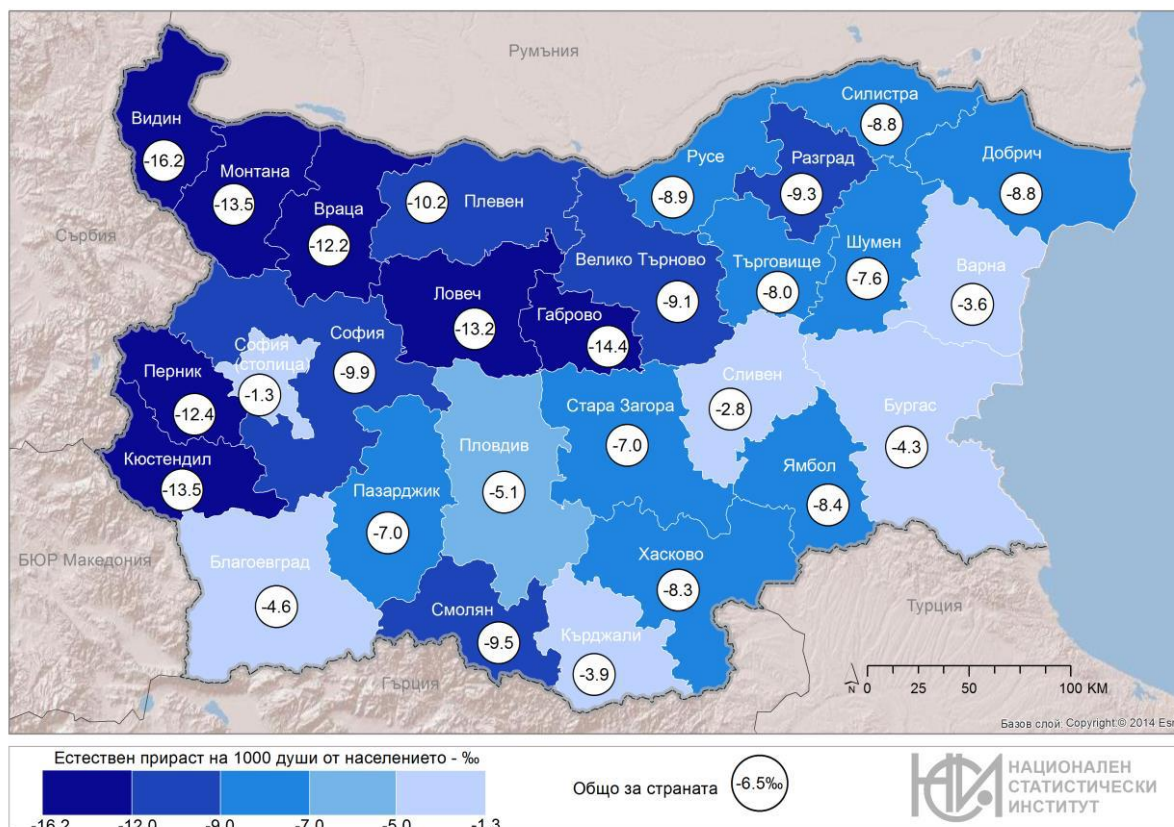 Румъния
Силистра
-8.8
Видин
-16.2
Монтана
-13.5
Враца
-12.2
-10.2
Плевен
Русе
-8.9
Разград
-9.3
Добрич
-8.8
Сърбия
Шумен
-7.6
Варна
-3.6
Велико Търново
-9.1
Търговище
-8.0
Ловеч
-13.2
Габрово
-14.4
София
-9.9
София
(столица)
-1.3
Перник
-12.4
Кюстендил
-13.5
Сливен
-2.8
Стара Загора
-7.0
Бургас
-4.3
Пловдив
-5.1
Ямбол
-8.4
Пазарджик
-7.0
БЮР Македония
Благоевград
-4.6
Хасково
-8.3
Смолян
-9.5
Кърджали
-3.9
Турция
Гърция
N
0 25 50 100 КМ
Базов слой: Copyright:© 2014 Esr
Естествен прираст на 1000 души от населението - ‰
-16.2 -12.0 -9.0 -7.0 -5.0 -1.3
Общо за страната -6.5‰
НСИ
НАЦИОНАЛЕН
СТАТИСТИЧЕСКИ
ИНСТИТУТ